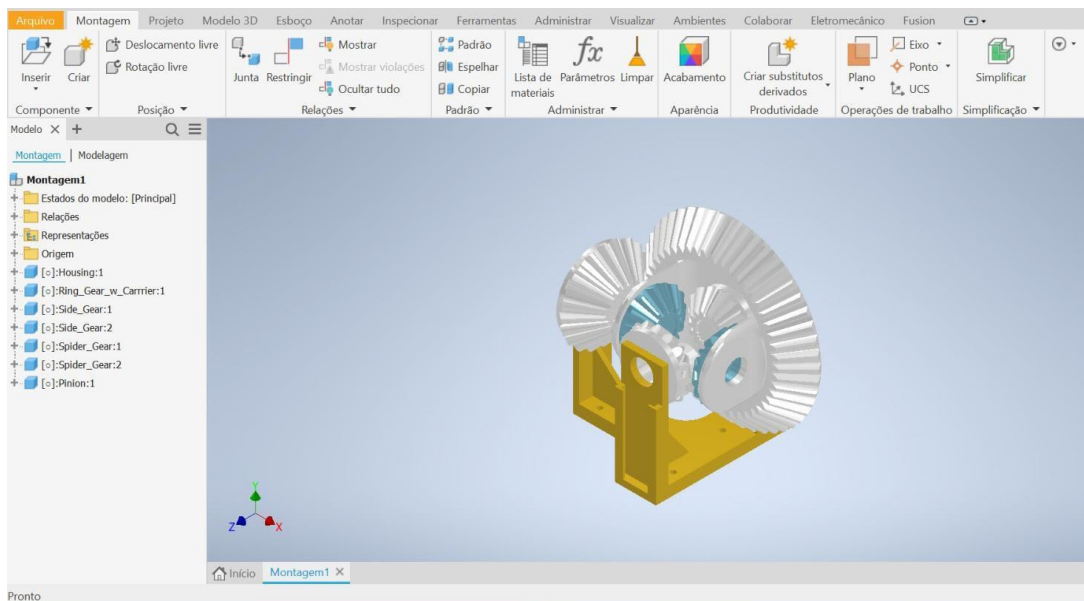 Arquivo Montagem Projeto Modelo 3D Esboço Anotar Inspecionar Ferramentas Administrar Visualizar Ambientes Colaborar Eletromecânico Fusion
Inserir
Criar
Deslocamento livre
Rotação livre
Junta
Restringir
Mostrar
Mostrar violações
Ocultar tudo
Padrão
Espelhar
Copiar
Lista de materiais
fx
Parâmetros
Limpar
Acabamento
Criar substitutos derivados
Plano
Eixo
Ponto
UCS
Simplificar
Componente Posição Relações Padrão Administrar Aparência Produtividade Operações de trabalho Simplificação
Modelo X +
Montagem | Modelagem
Montagem1
Estados do modelo: [Principal]
Relações
Representações
Origem
[○]:Housing:1
[○]:Ring_Gear_w_Carrrier:1
[○]:Side_Gear:1
[○]:Side_Gear:2
[○]:Spider_Gear:1
[○]:Spider_Gear:2
[○]:Pinion:1
Y
Z
X
Início Montagem1 X
Pronto